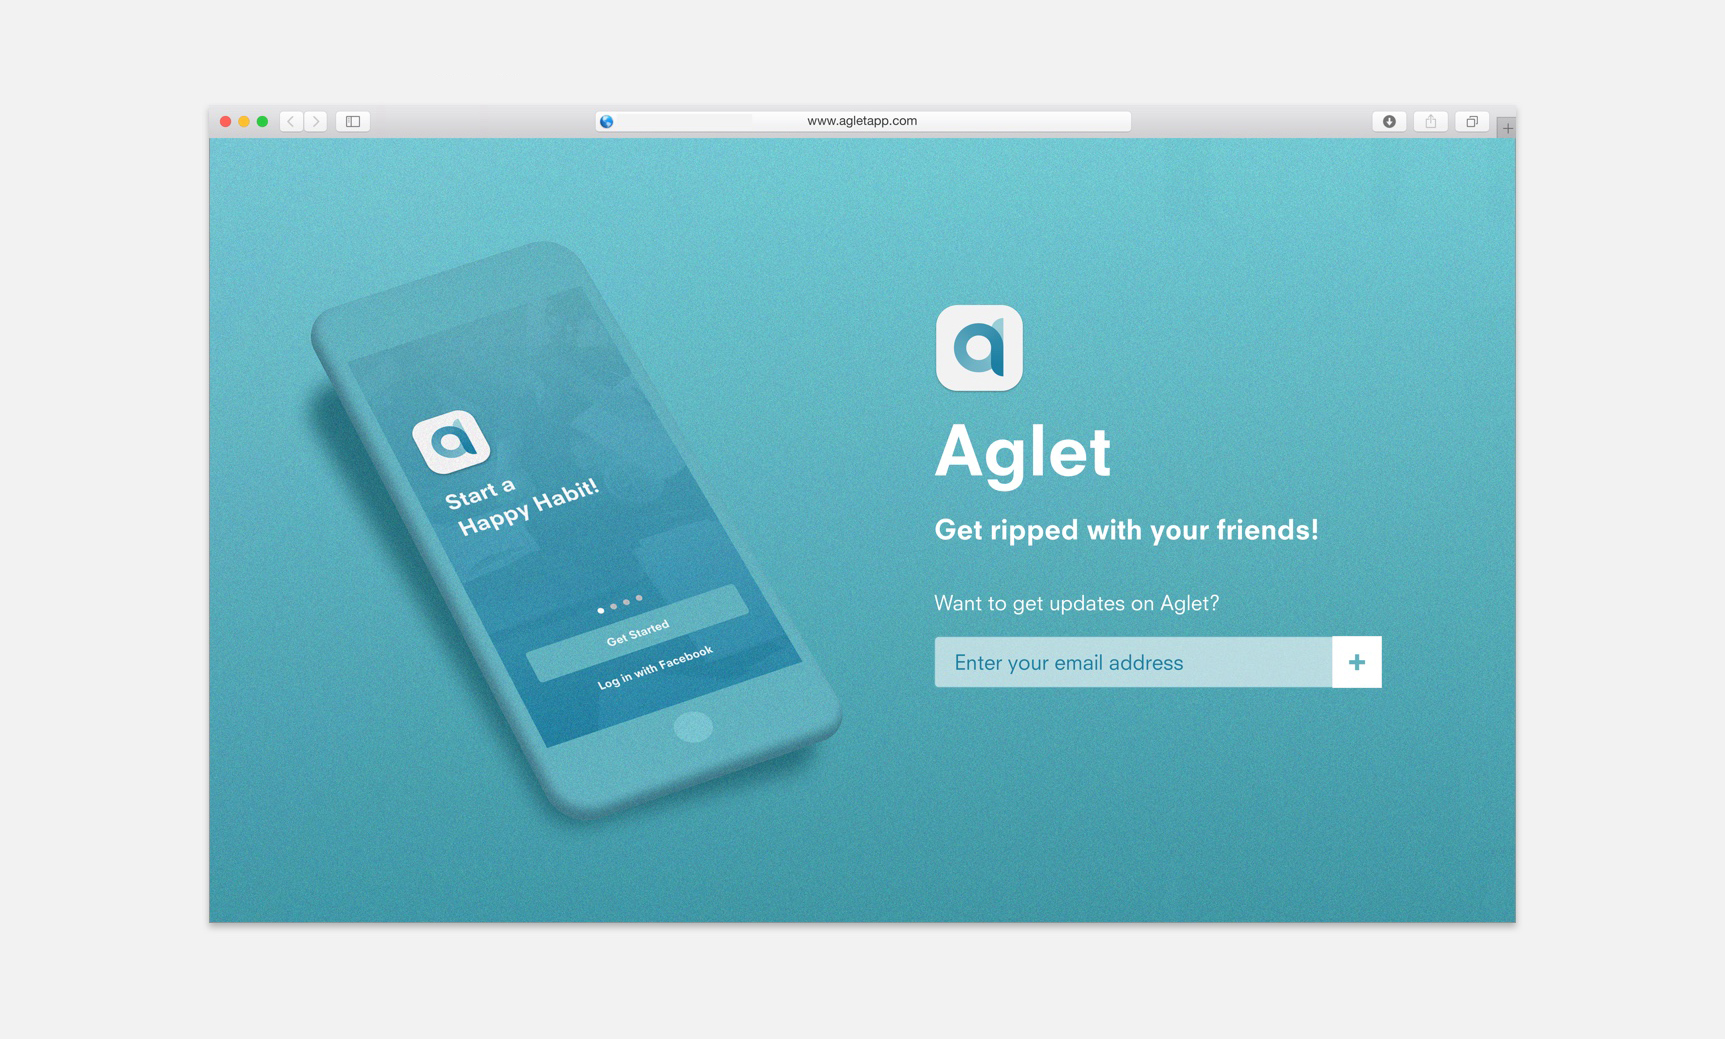 www.agletapp.com
Start a
Happy Habit!
Get Started
Log in with Facebook
Aglet
Get ripped with your friends!
Want to get updates on Aglet?
Enter your email address